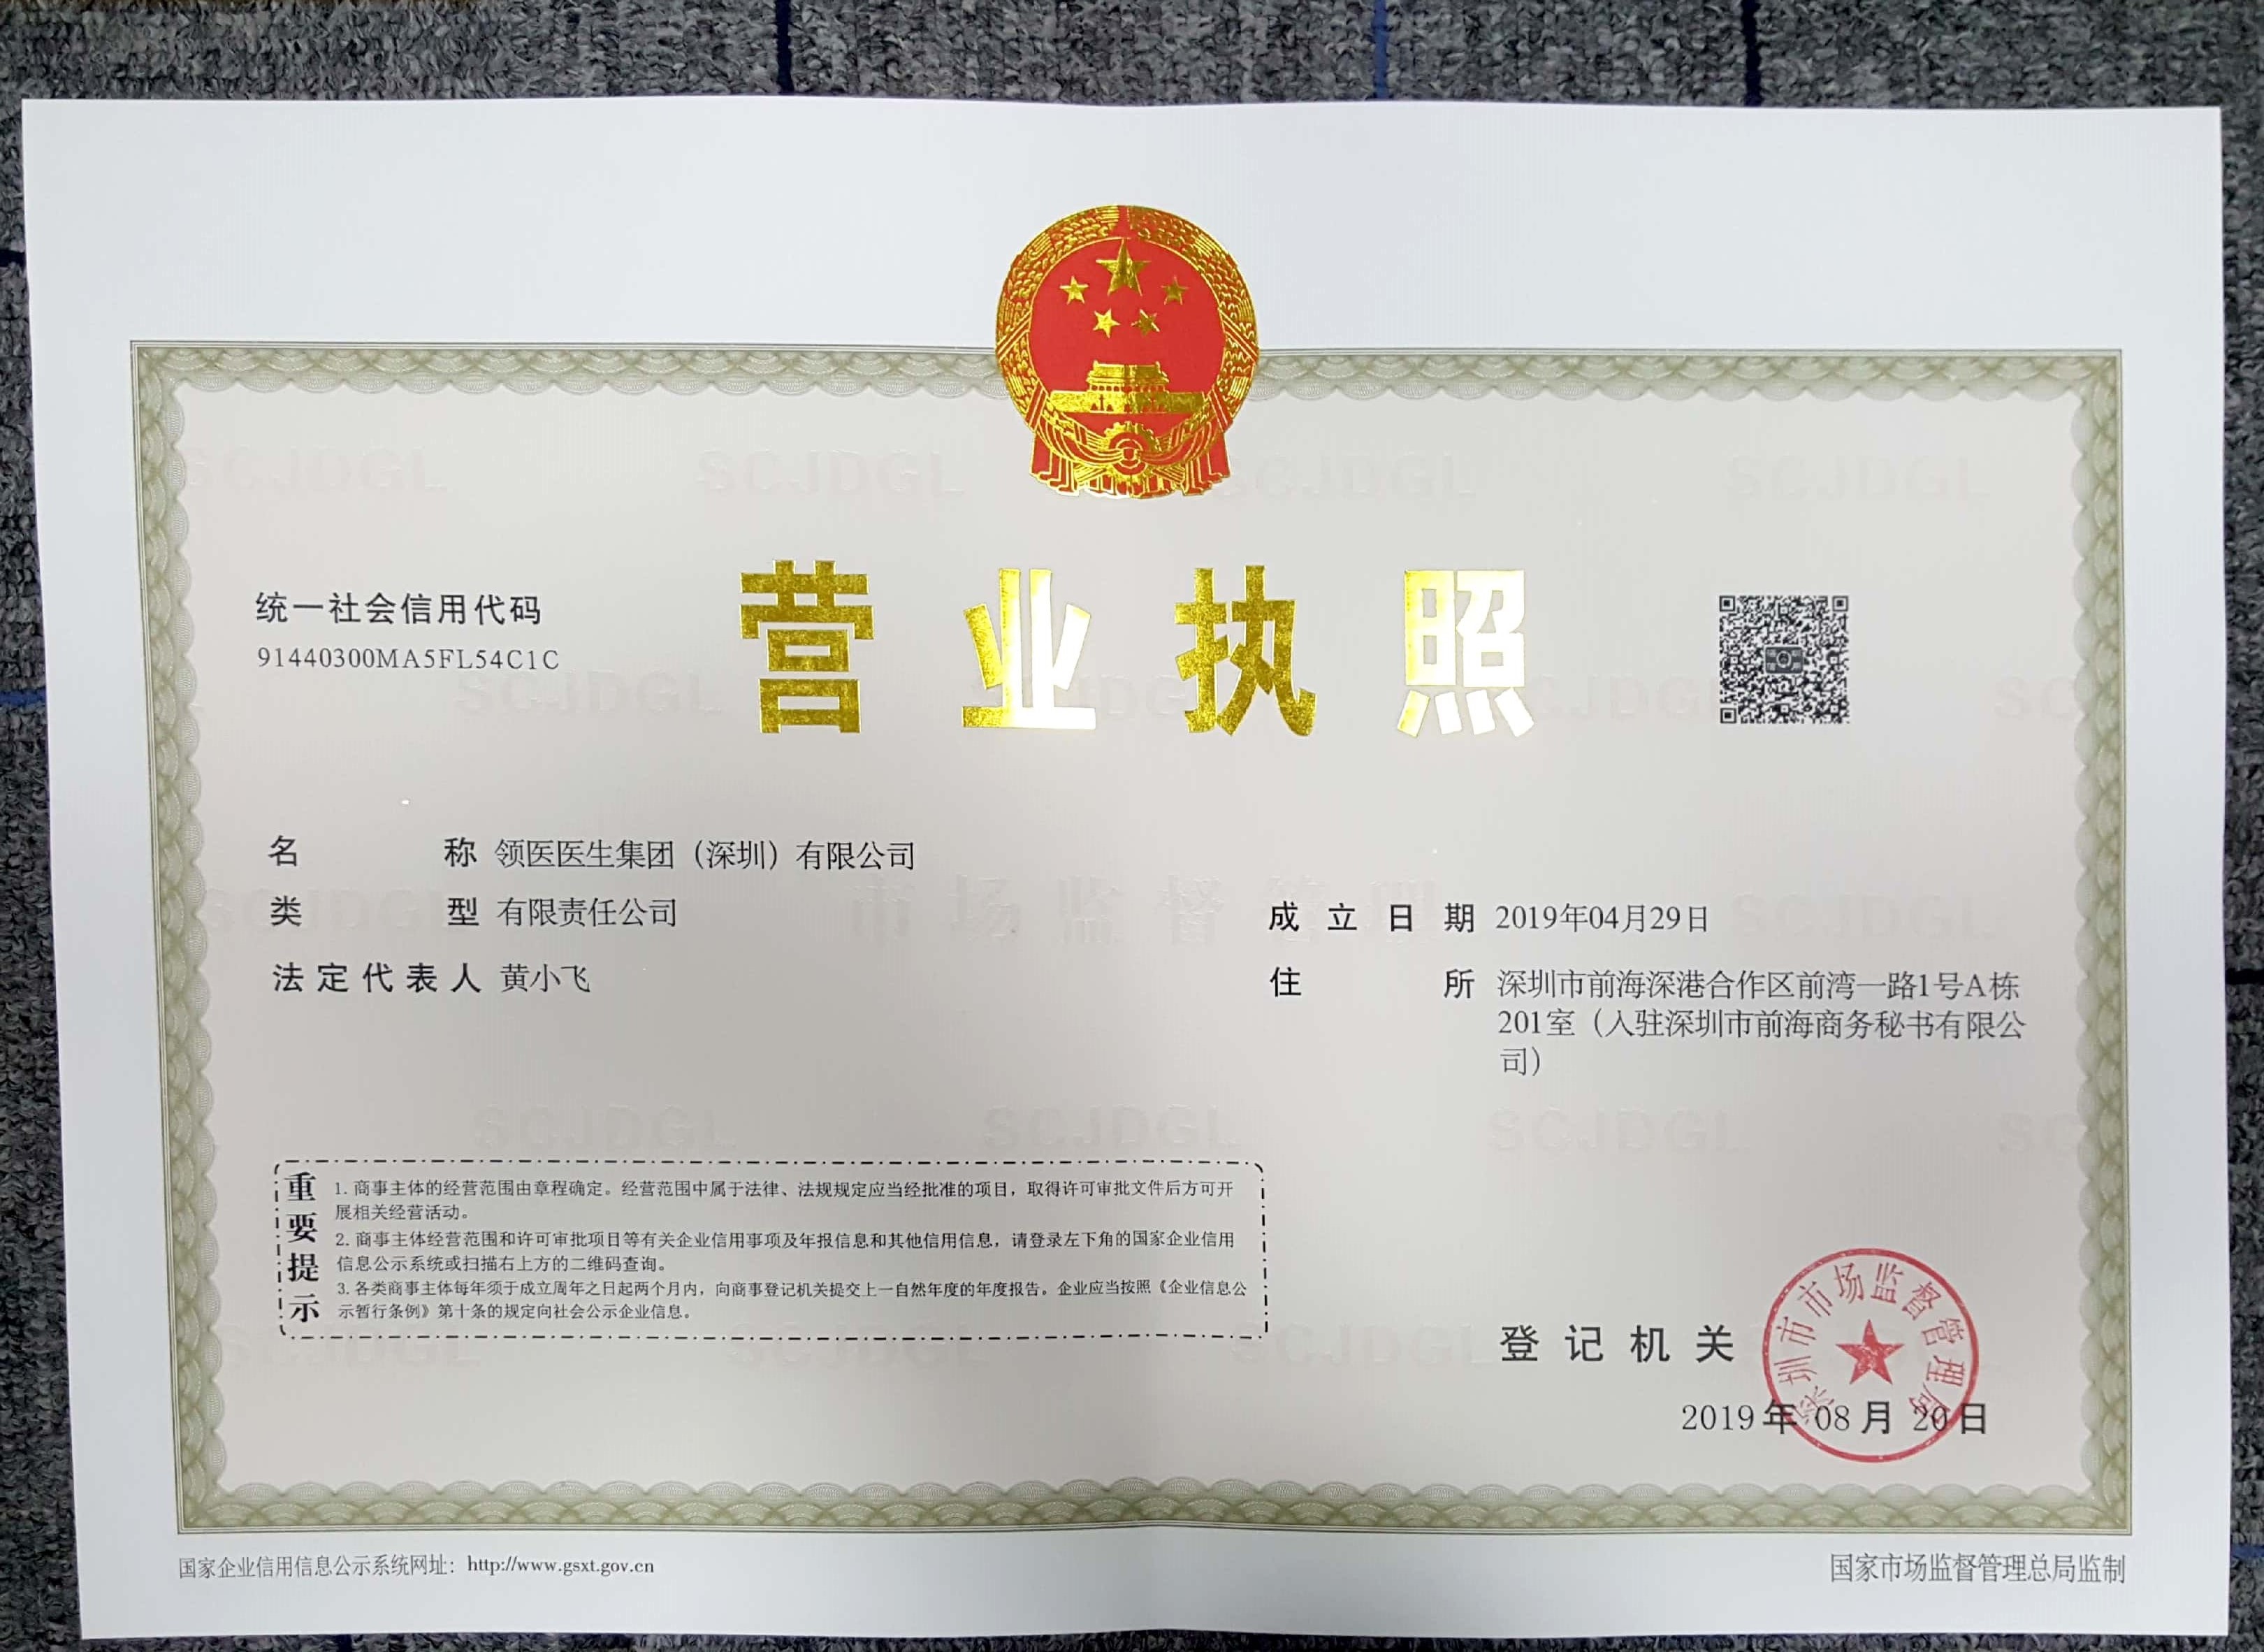 营业执照
统一社会信用代码
91440300MA5FL54C1C
名称 领医医生集团（深圳）有限公司
类型 有限责任公司
法定代表人 黄小飞
成立日期 2019年04月29日
住所 深圳市前海深港合作区前湾一路1号A栋
201室（入驻深圳市前海商务秘书有限公
司）
重要提示
1. 商事主体的经营范围由章程确定。经营范围中属于法律、法规规定应当经批准的项目，取得许可审批文件后方可开
展相关经营活动。
2. 商事主体经营范围和许可审批项目等有关企业信用事项及年报信息和其他信用信息，请登录左下角的国家企业信用
信息公示系统或扫描右上方的二维码查询。
3. 各类商事主体每年须于成立周年之日起两个月内，向商事登记机关提交上一自然年度的年度报告。企业应当按照《企业信息公
示暂行条例》第十条的规定向社会公示企业信息。
登记机关
深圳市市场监督管理局
2019年08月20日
国家企业信用信息公示系统网址：http://www.gsxt.gov.cn
国家市场监督管理总局监制
SCJDGL
市场监督管理